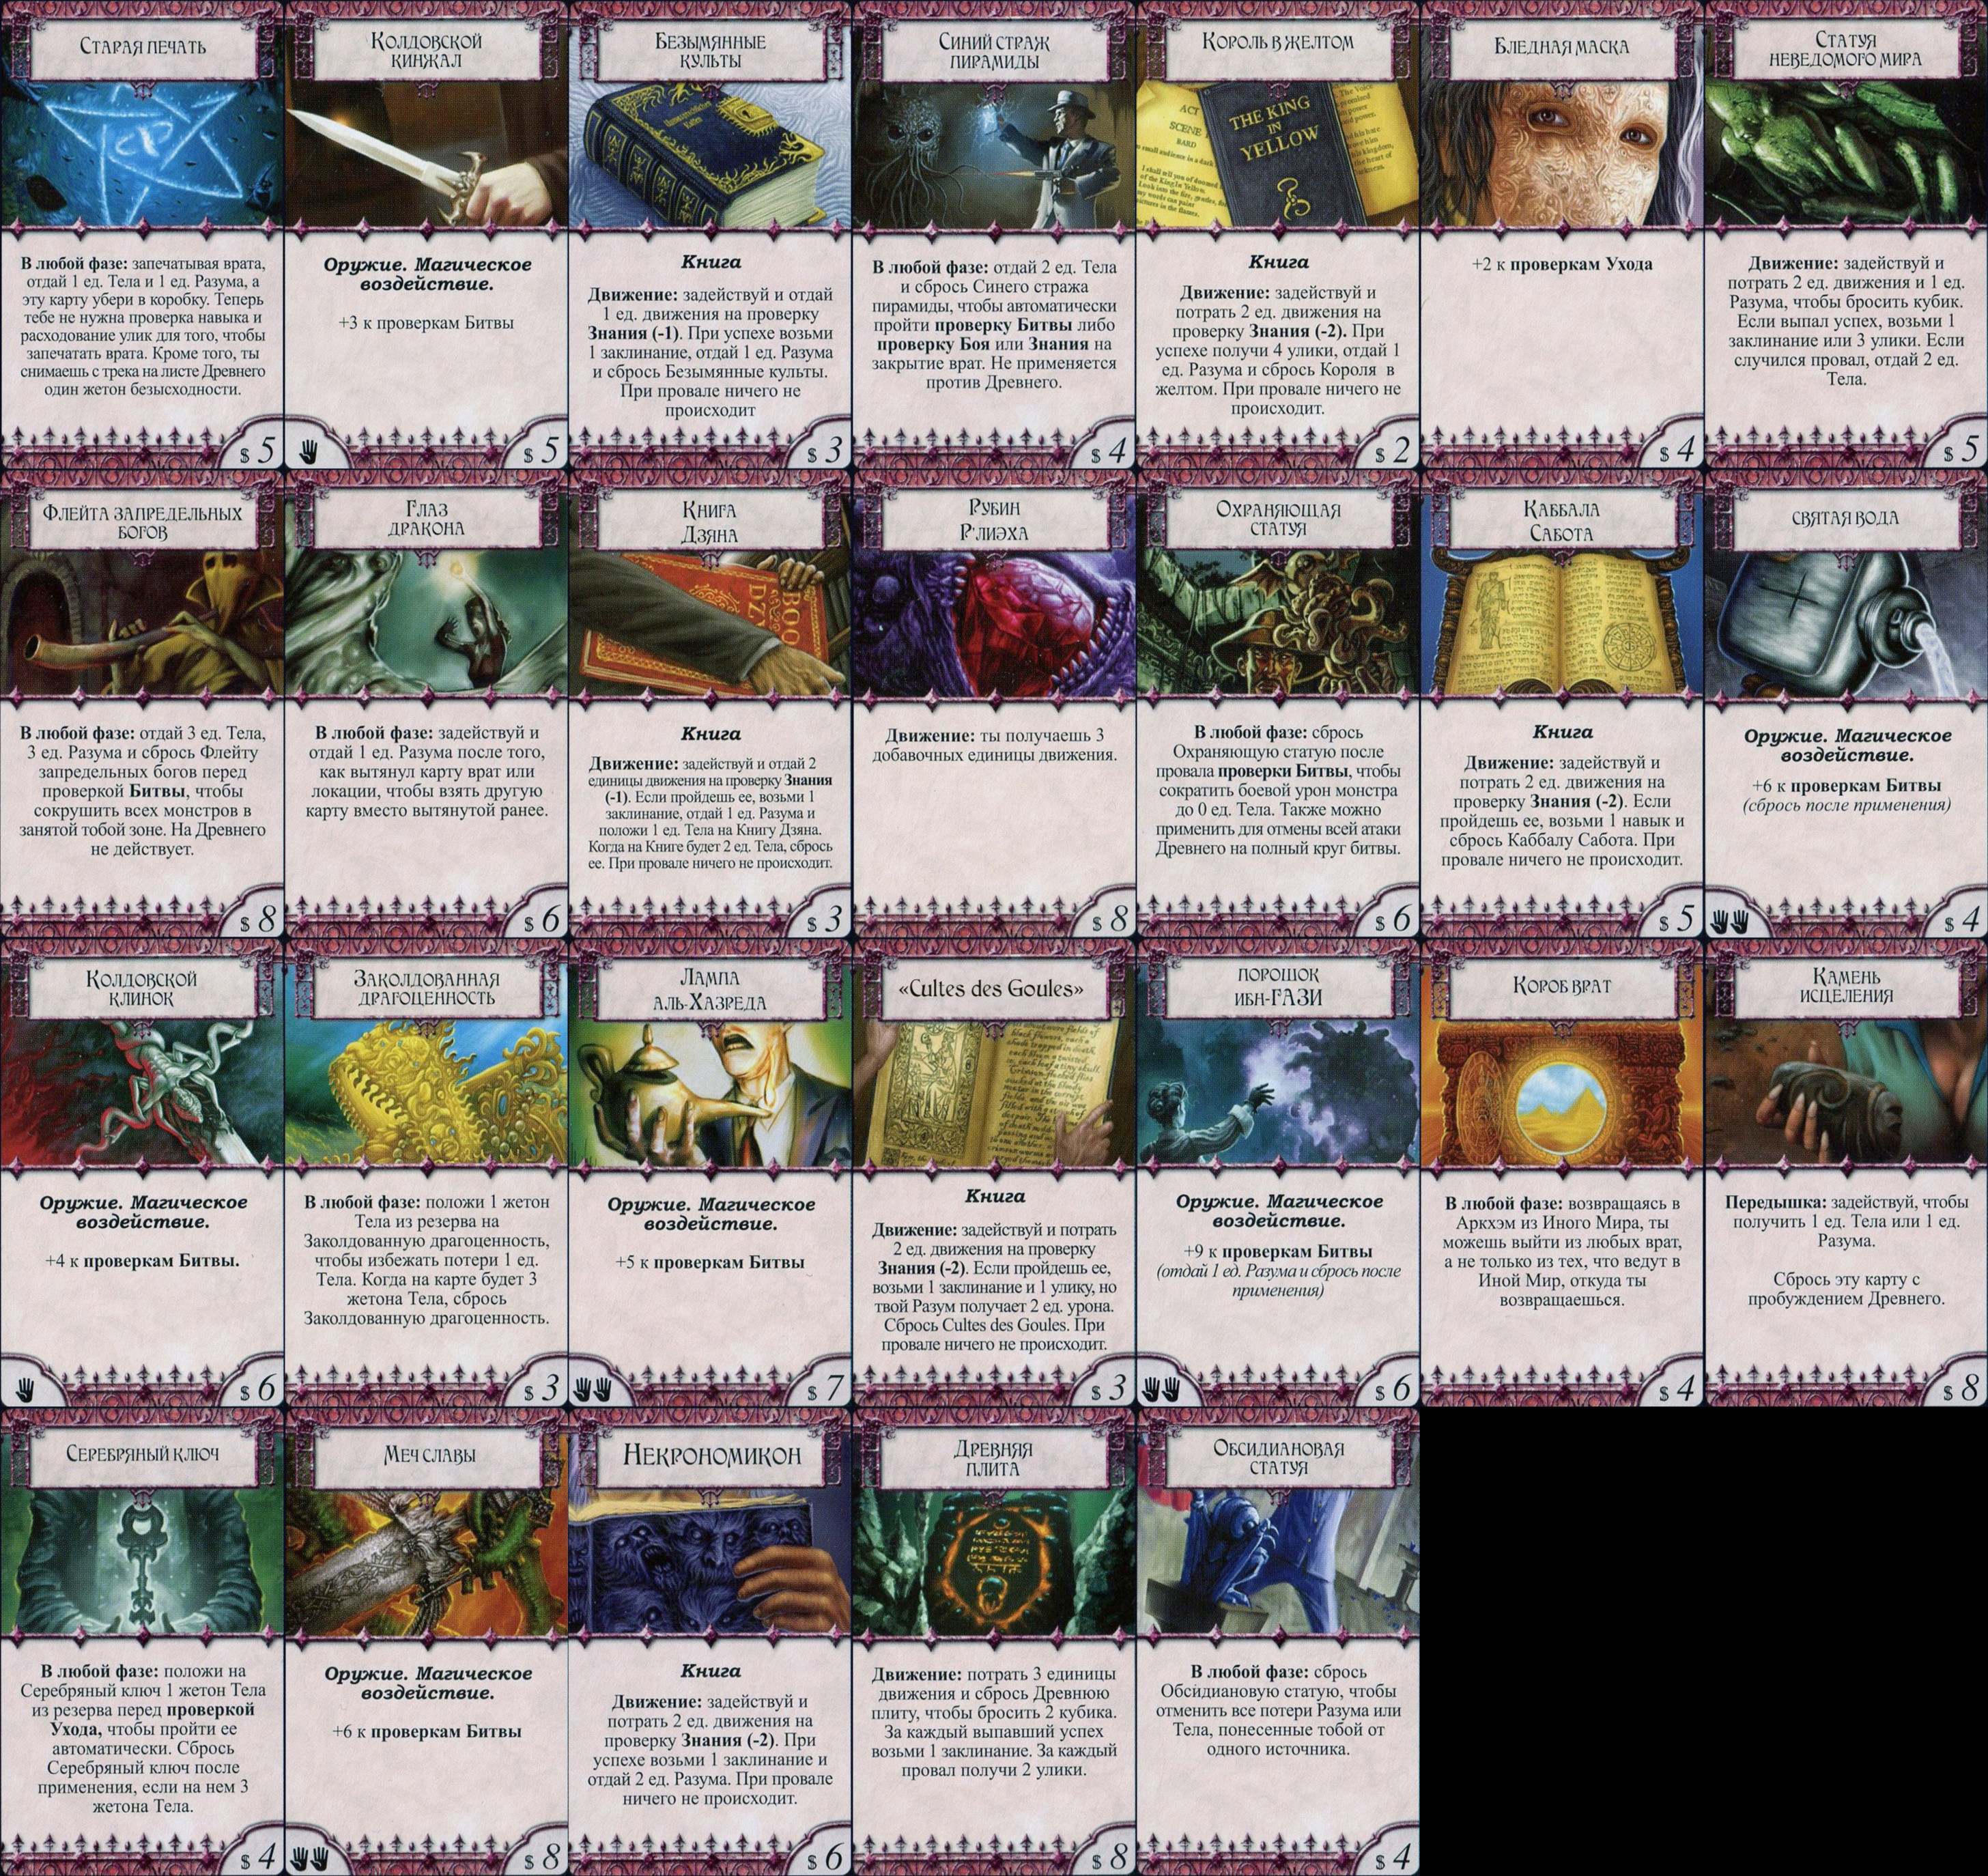 СТАРАЯ ПЕЧАТЬ
В любой фазе: запечатывая врата,
отдай 1 ед. Тела и 1 ед. Разума, а
эту карту убери в коробку. Теперь
тебе не нужна проверка навыка и
расходование улик для того, чтобы
запечатать врата. Кроме того, ты
снимаешь с трека на листе Древнего
один жетон безысходности.
$ 5
КОЛДОВСКОЙ
КИНЖАЛ
Оружие. Магическое
воздействие.
+3 к проверкам Битвы
$ 5
БЕЗЫМЯННЫЕ
КУЛЬТЫ
Книга
Движение: задействуй и отдай
1 ед. движения на проверку
Знания (-1). При успехе возьми
1 заклинание, отдай 1 ед. Разума
и сбрось Безымянные культы.
При провале ничего не
происходит
$ 3
СИНИЙ СТРАЖ
ПИРАМИДЫ
В любой фазе: отдай 2 ед. Тела
и сбрось Синего стража
пирамиды, чтобы автоматически
пройти проверку Битвы либо
проверку Боя или Знания на
закрытие врат. Не применяется
против Древнего.
$ 4
КОРОЛЬ В ЖЕЛТОМ
ACT
SCENE
BARD
THE KING
IN
YELLOW
Книга
Движение: задействуй и
потрать 2 ед. движения на
проверку Знания (-2). При
успехе получи 4 улики, отдай 1
ед. Разума и сбрось Короля в
желтом. При провале ничего не
происходит.
$ 2
БЛЕДНАЯ МАСКА
+2 к проверкам Ухода
$ 4
СТАТУЯ
НЕВЕДОМОГО МИРА
Движение: задействуй и
потрать 2 ед. движения и 1 ед.
Разума, чтобы бросить кубик.
Если выпал успех, возьми 1
заклинание или 3 улики. Если
случился провал, отдай 2 ед.
Тела.
$ 5
ФЛЕЙТА ЗАПРЕДЕЛЬНЫХ
БОГОВ
В любой фазе: отдай 3 ед. Тела,
3 ед. Разума и сбрось Флейту
запредельных богов перед
проверкой Битвы, чтобы
сокрушить всех монстров в
занятой тобой зоне. На Древнего
не действует.
$ 8
ГЛАЗ
ДРАКОНА
В любой фазе: задействуй и
отдай 1 ед. Разума после того,
как вытянул карту врат или
локации, чтобы взять другую
карту вместо вытянутой ранее.
$ 6
КНИГА
ДЗЯНА
Книга
Движение: задействуй и отдай 2
единицы движения на проверку Знания
(-1). Если пройдешь ее, возьми 1
заклинание, отдай 1 ед. Разума и
положи 1 ед. Тела на Книгу Дзяна.
Когда на Книге будет 2 ед. Тела, сбрось
ее. При провале ничего не происходит.
$ 3
РУБИН
Р'ЛИЭХА
Движение: ты получаешь 3
добавочных единицы движения.
$ 8
ОХРАНЯЮЩАЯ
СТАТУЯ
В любой фазе: сбрось
Охраняющую статую после
провала проверки Битвы, чтобы
сократить боевой урон монстра
до 0 ед. Тела. Также можно
применить для отмены всей атаки
Древнего на полный круг битвы.
$ 6
КАББАЛА
САБОТА
Книга
Движение: задействуй и
потрать 2 ед. движения на
проверку Знания (-2). Если
пройдешь ее, возьми 1 навык и
сбрось Каббалу Сабота. При
провале ничего не происходит.
$ 5
СВЯТАЯ ВОДА
Оружие. Магическое
воздействие.
+6 к проверкам Битвы
(сбрось после применения)
$ 4
КОЛДОВСКОЙ
КЛИНОК
Оружие. Магическое
воздействие.
+4 к проверкам Битвы.
$ 6
ЗАКОЛДОВАННАЯ
ДРАГОЦЕННОСТЬ
В любой фазе: положи 1 жетон
Тела из резерва на
Заколдованную драгоценность,
чтобы избежать потери 1 ед.
Тела. Когда на карте будет 3
жетона Тела, сбрось
Заколдованную драгоценность.
$ 3
ЛАМПА
АЛЬ-ХАЗРЕДА
Оружие. Магическое
воздействие.
+5 к проверкам Битвы
$ 7
«Cultes des Goules»
Книга
Движение: задействуй и потрать
2 ед. движения на проверку
Знания (-2). Если пройдешь ее,
возьми 1 заклинание и 1 улику, но
твой Разум получает 2 ед. урона.
Сбрось Cultes des Goules. При
провале ничего не происходит.
$ 3
ПОРОШОК
ИБН-ГАЗИ
Оружие. Магическое
воздействие.
+9 к проверкам Битвы
(отдай 1 ед. Разума и сбрось после
применения)
$ 6
КОРОБ ВРАТ
В любой фазе: возвращаясь в
Аркхэм из Иного Мира, ты
можешь выйти из любых врат,
а не только из тех, что ведут в
Иной Мир, откуда ты
возвращаешься.
$ 4
КАМЕНЬ
ИСЦЕЛЕНИЯ
Передышка: задействуй, чтобы
получить 1 ед. Тела или 1 ед.
Разума.
Сбрось эту карту с
пробуждением Древнего.
$ 8
СЕРЕБРЯНЫЙ КЛЮЧ
В любой фазе: положи на
Серебряный ключ 1 жетон Тела
из резерва перед проверкой
Ухода, чтобы пройти ее
автоматически. Сбрось
Серебряный ключ после
применения, если на нем 3
жетона Тела.
$ 4
МЕЧ СЛАВЫ
Оружие. Магическое
воздействие.
+6 к проверкам Битвы
$ 8
НЕКРОНОМИКОН
Книга
Движение: задействуй и
потрать 2 ед. движения на
проверку Знания (-2). При
успехе возьми 1 заклинание и
отдай 2 ед. Разума. При провале
ничего не происходит.
$ 6
ДРЕВНЯЯ
ПЛИТА
Движение: потрать 3 единицы
движения и сбрось Древнюю
плиту, чтобы бросить 2 кубика.
За каждый выпавший успех
возьми 1 заклинание. За каждый
провал получи 2 улики.
$ 8
ОБСИДИАНОВАЯ
СТАТУЯ
В любой фазе: сбрось
Обсидиановую статую, чтобы
отменить все потери Разума или
Тела, понесенные тобой от
одного источника.
$ 4